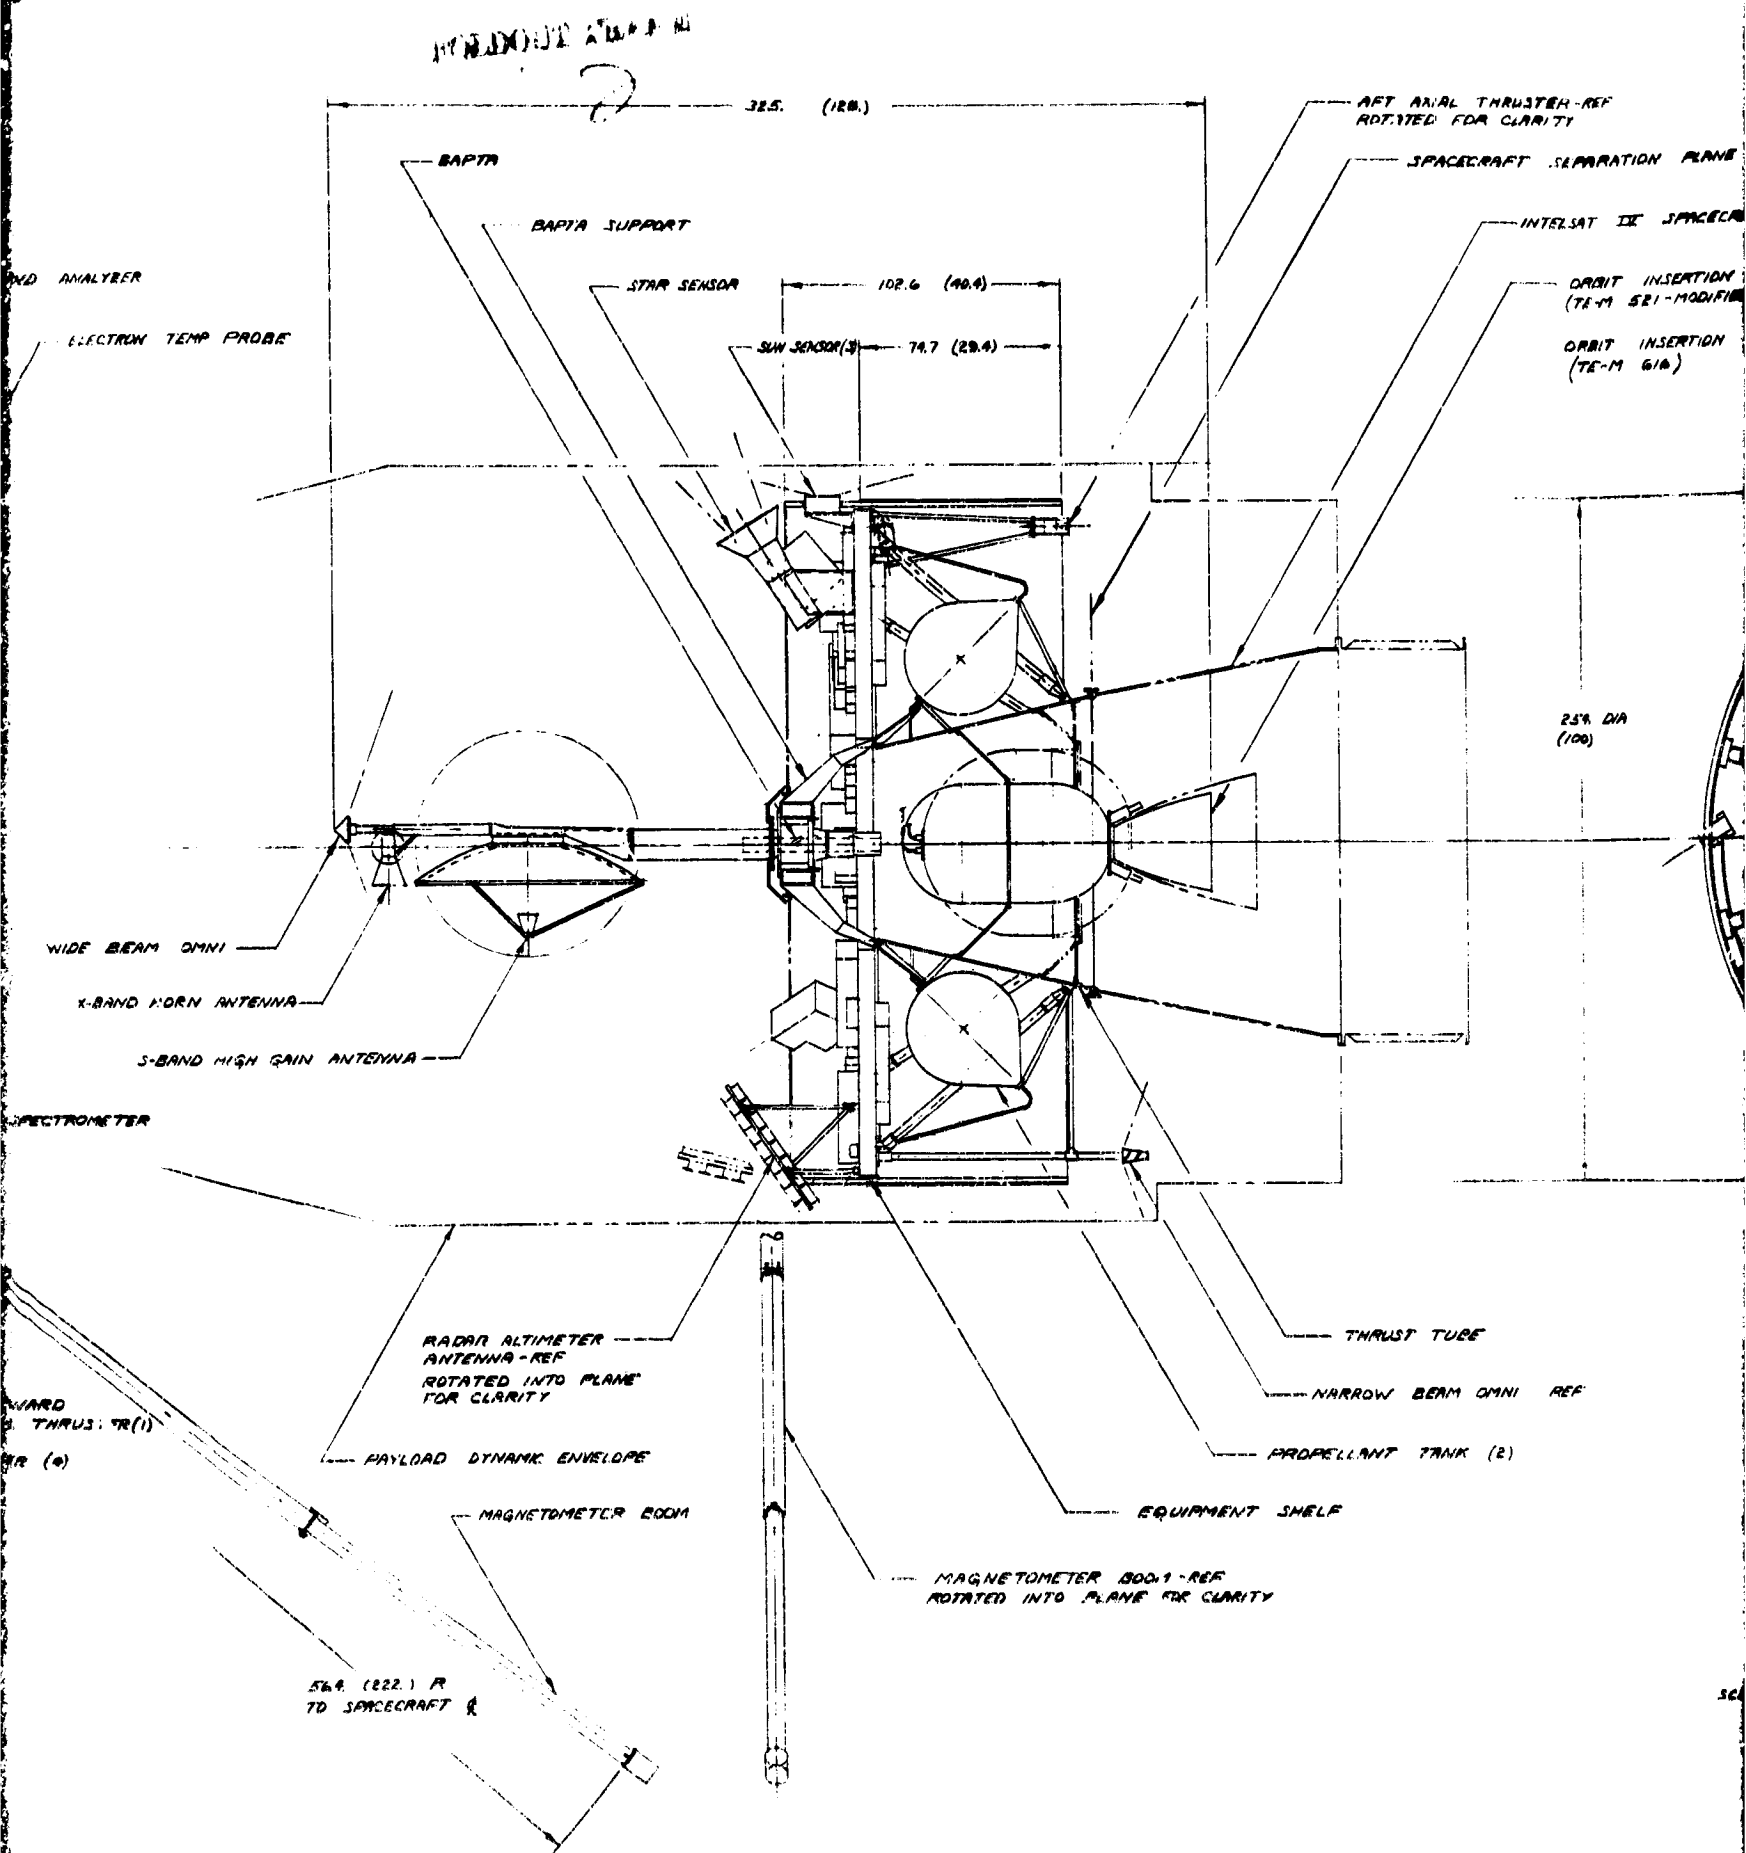 325. (128.)
AFT AXIAL THRUSTER-REF
ROTATED FOR CLARITY
BAPTA
SPACECRAFT SEPARATION PLANE
BAPTA SUPPORT
INTELSAT IV
ANALYZER
STAR SENSOR
102.6 (40.4)
ORBIT INSERTION
(TE-M 521-
ELECTRON TEMP PROBE
SUN SENSOR(3)
74.7 (29.4)
ORBIT INSERTION
(TE-M 616)
254. DIA
(100)
WIDE BEAM OMNI
X-BAND HORN ANTENNA
S-BAND HIGH GAIN ANTENNA
SPECTROMETER
RADAR ALTIMETER
ANTENNA-REF
ROTATED INTO PLANE
FOR CLARITY
THRUST TUBE
NARROW BEAM OMNI REF
WARD
PAYLOAD DYNAMIC ENVELOPE
PROPELLANT TANK (2)
MAGNETOMETER BOOM
EQUIPMENT SHELF
MAGNETOMETER BOOM-REF
ROTATED INTO PLANE FOR CLARITY
564. (222.) R
TO SPACECRAFT ℄